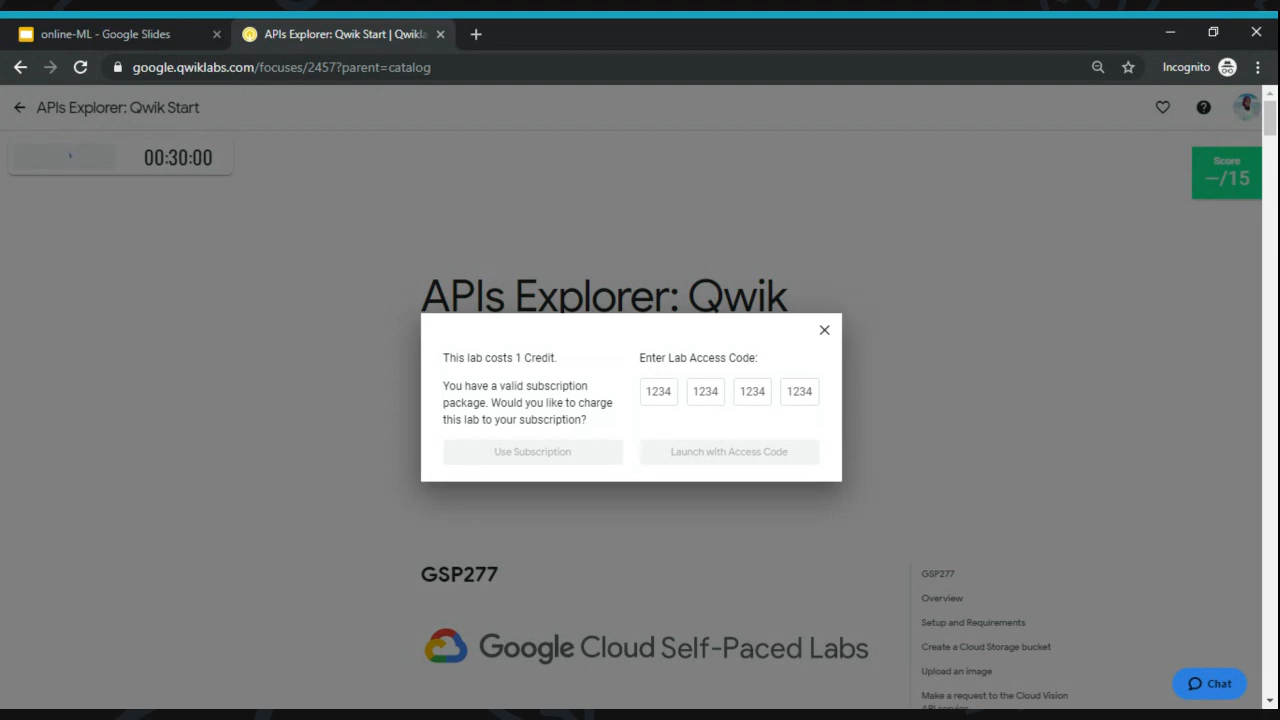 online-ML - Google Slides
APIs Explorer: Qwik Start | Qwikla
google.qwiklabs.com/focuses/2457?parent=catalog
Incognito
APIs Explorer: Qwik Start
00:30:00
Score
–/15
APIs Explorer: Qwik
This lab costs 1 Credit.
You have a valid subscription
package. Would you like to charge
this lab to your subscription?
Use Subscription
Enter Lab Access Code:
1234 1234 1234 1234
Launch with Access Code
GSP277
Google Cloud Self-Paced Labs
GSP277
Overview
Setup and Requirements
Create a Cloud Storage bucket
Upload an image
Make a request to the Cloud Vision
API service
Chat